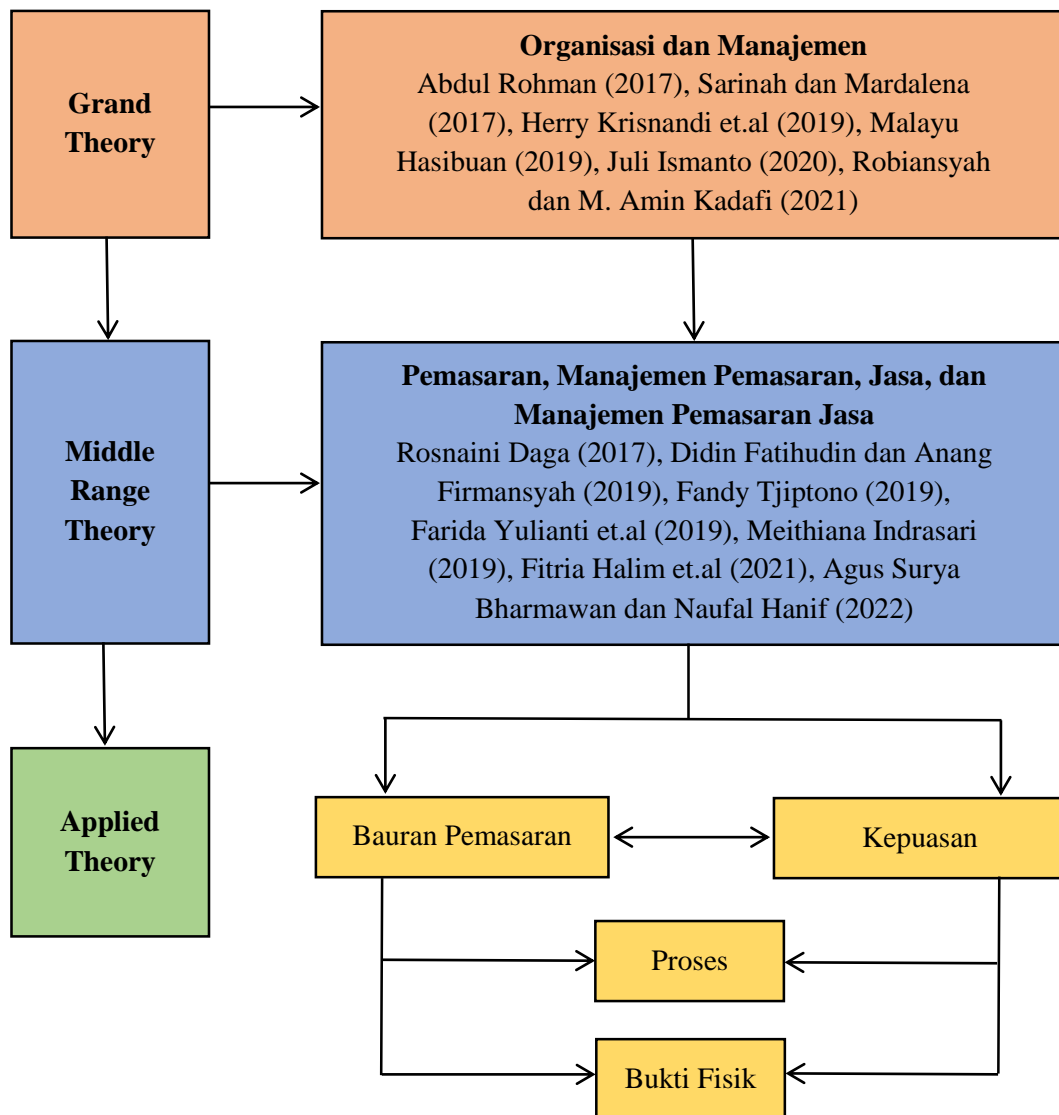 Grand
Theory
Organisasi dan Manajemen
Abdul Rohman (2017), Sarinah dan Mardalena
(2017), Herry Krisnandi et.al (2019), Malayu
Hasibuan (2019), Juli Ismanto (2020), Robiansyah
dan M. Amin Kadafi (2021)
Middle
Range
Theory
Pemasaran, Manajemen Pemasaran, Jasa, dan
Manajemen Pemasaran Jasa
Rosnaini Daga (2017), Didin Fatihudin dan Anang
Firmansyah (2019), Fandy Tjiptono (2019),
Farida Yulianti et.al (2019), Meithiana Indrasari
(2019), Fitria Halim et.al (2021), Agus Surya
Bharmawan dan Naufal Hanif (2022)
Applied
Theory
Bauran Pemasaran
Kepuasan
Proses
Bukti Fisik